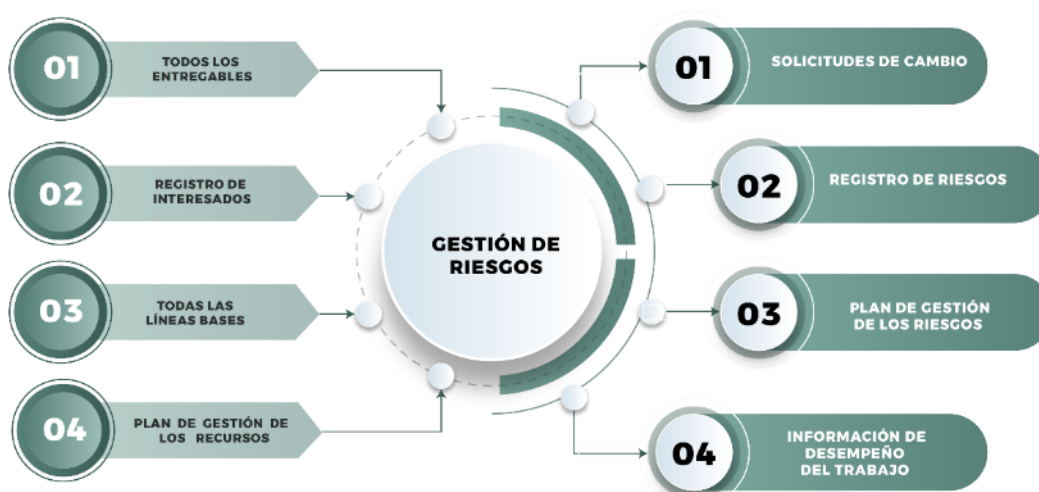 01
TODOS LOS
ENTREGABLES
02
REGISTRO DE
INTERESADOS
03
TODAS LAS
LÍNEAS BASES
04
PLAN DE GESTIÓN DE
LOS RECURSOS
GESTIÓN DE
RIESGOS
01
SOLICITUDES DE CAMBIO
02
REGISTRO DE RIESGOS
03
PLAN DE GESTIÓN
DE LOS RIESGOS
04
INFORMACIÓN DE
DESEMPEÑO
DEL TRABAJO